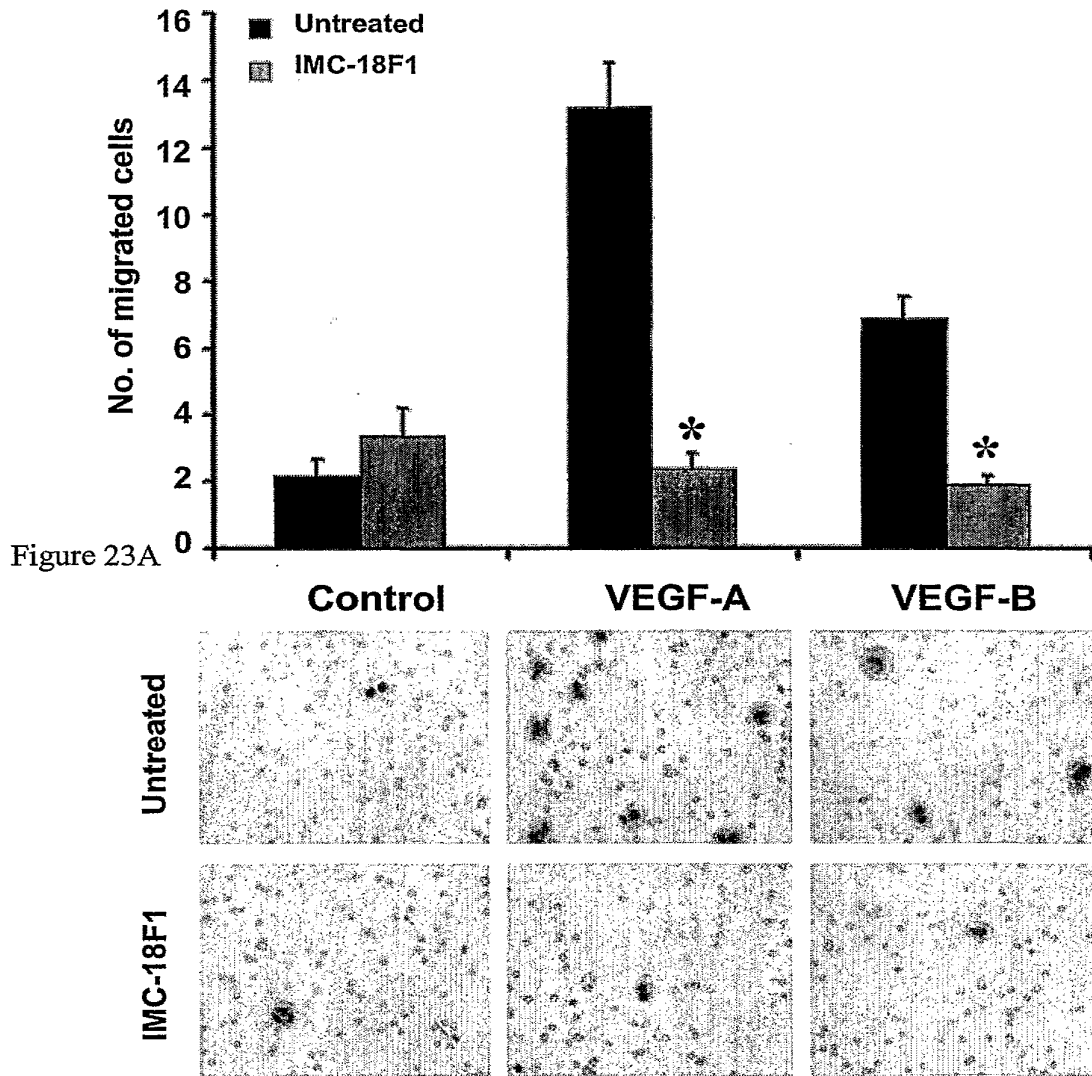 16
14
12
10
8
6
4
2
0
No. of migrated cells
Untreated
IMC-18F1
*
*
Figure 23A
Control VEGF-A VEGF-B
Untreated
IMC-18F1